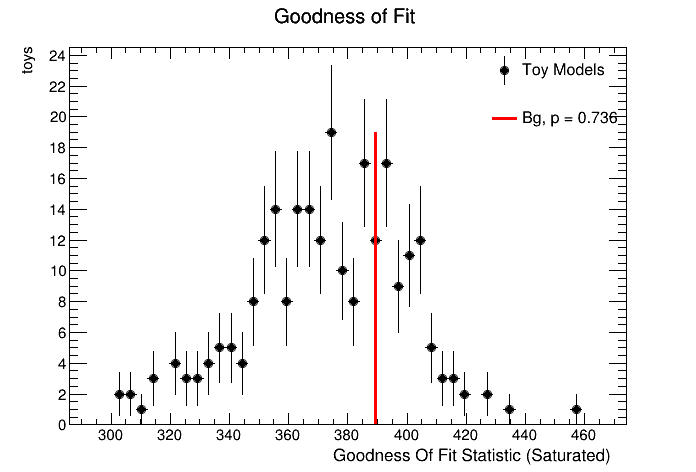 Goodness of Fit
toys
24
22
20
18
16
14
12
10
8
6
4
2
0
Toy Models
Bg, p = 0.736
300 320 340 360 380 400 420 440 460
Goodness Of Fit Statistic (Saturated)